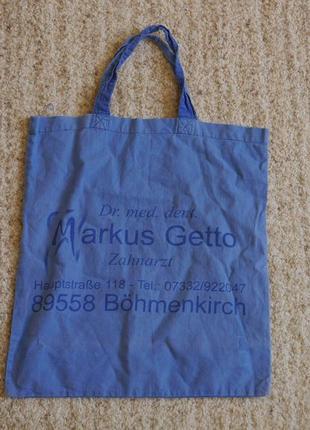 Dr. med. dent.
Markus Getto
Zahnarzt
Hauptstraße 118 - Tel.: 07332/922047
89558 Böhmenkirch